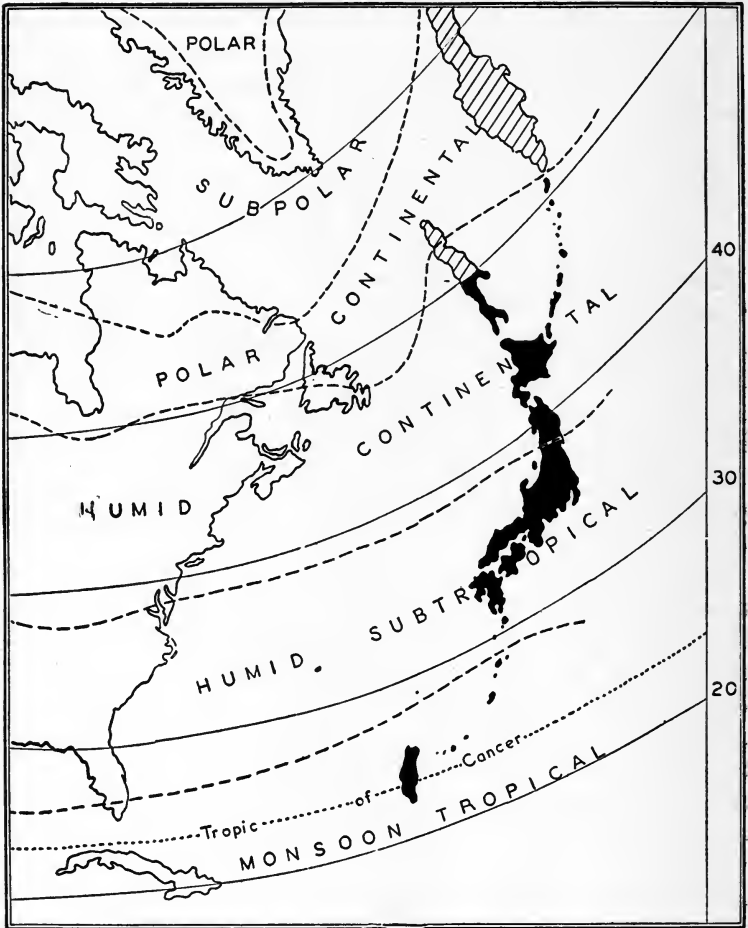 POLAR
SUBPOLAR
CONTINENTAL
POLAR
40
CONTINENTAL
HUMID
30
HUMID SUBTROPICAL
20
Tropic of Cancer
MONSOON TROPICAL